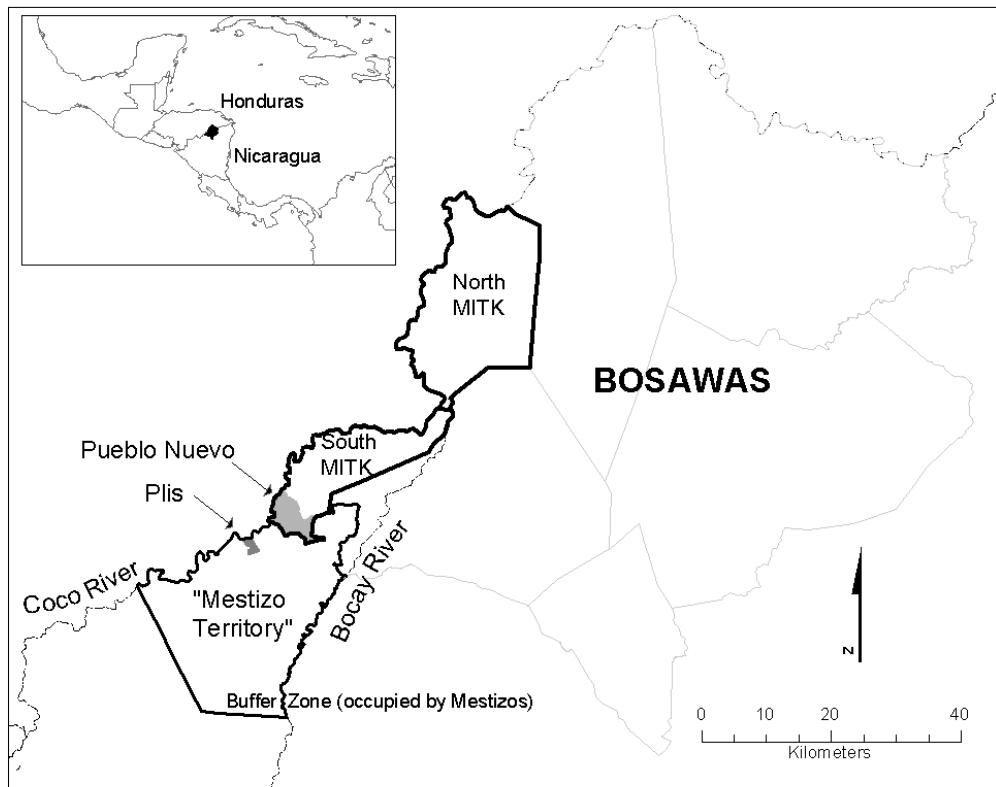 Honduras
Nicaragua
North
MITK
BOSAWAS
Pueblo Nuevo
South
MITK
Plis
Coco River
"Mestizo
Territory"
Bocay River
Buffer Zone (occupied by Mestizos)
N
0 10 20 40
Kilometers